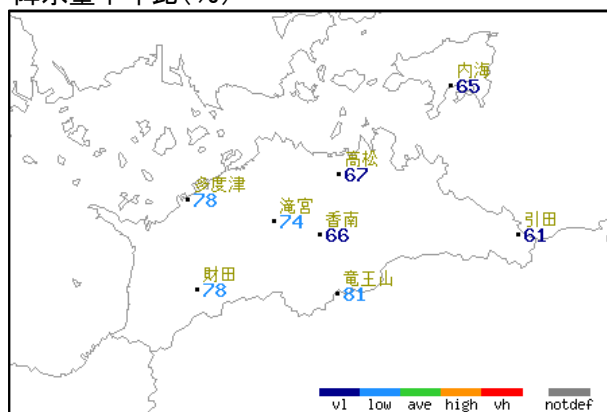 降水量平年比(%)
内海
65
高松
67
多度津
78
滝宮
74
香南
66
引田
61
財田
78
竜王山
81
vl low ave high vh notdef